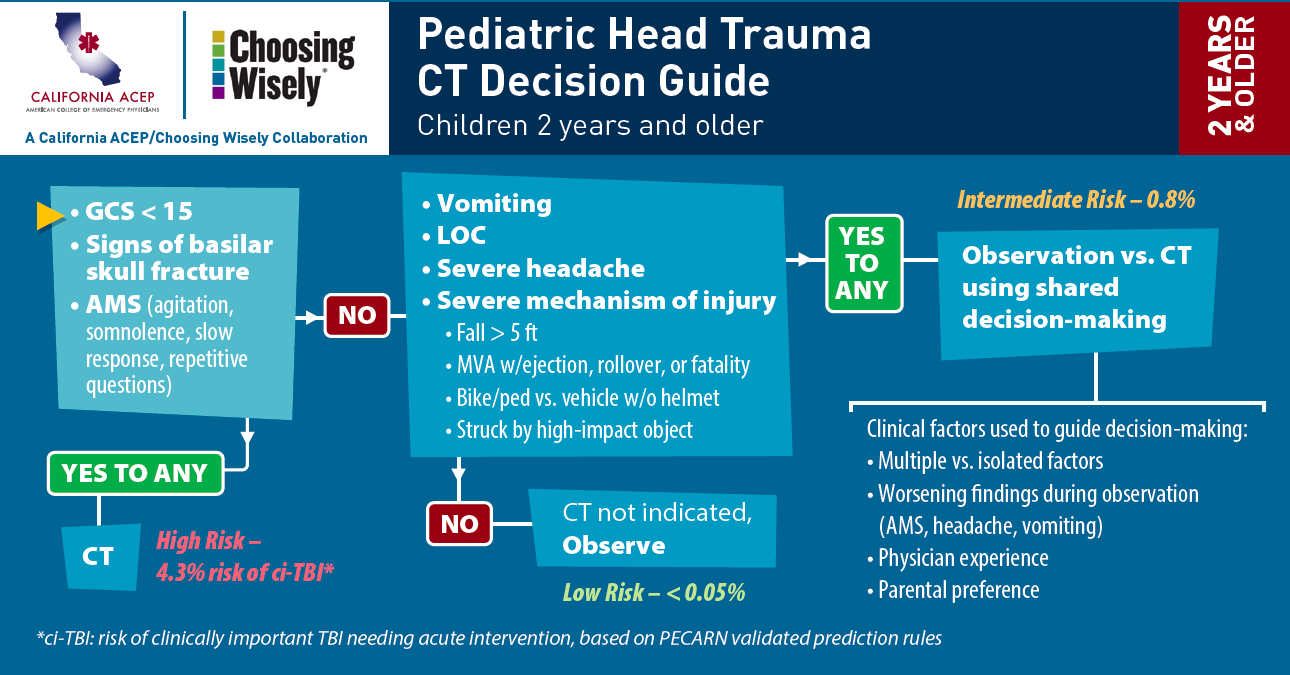 CALIFORNIA ACEP
AMERICAN COLLEGE OF EMERGENCY PHYSICIANS
Choosing
Wisely®
A California ACEP/Choosing Wisely Collaboration
Pediatric Head Trauma
CT Decision Guide
Children 2 years and older
2 YEARS
& OLDER
• GCS < 15
• Signs of basilar
skull fracture
• AMS (agitation,
somnolence, slow
response, repetitive
questions)
YES TO ANY
CT
High Risk –
4.3% risk of ci-TBI*
NO
• Vomiting
• LOC
• Severe headache
• Severe mechanism of injury
• Fall > 5 ft
• MVA w/ejection, rollover, or fatality
• Bike/ped vs. vehicle w/o helmet
• Struck by high-impact object
NO
CT not indicated,
Observe
Low Risk – < 0.05%
YES
TO
ANY
Intermediate Risk – 0.8%
Observation vs. CT
using shared
decision-making
Clinical factors used to guide decision-making:
• Multiple vs. isolated factors
• Worsening findings during observation
(AMS, headache, vomiting)
• Physician experience
• Parental preference
*ci-TBI: risk of clinically important TBI needing acute intervention, based on PECARN validated prediction rules